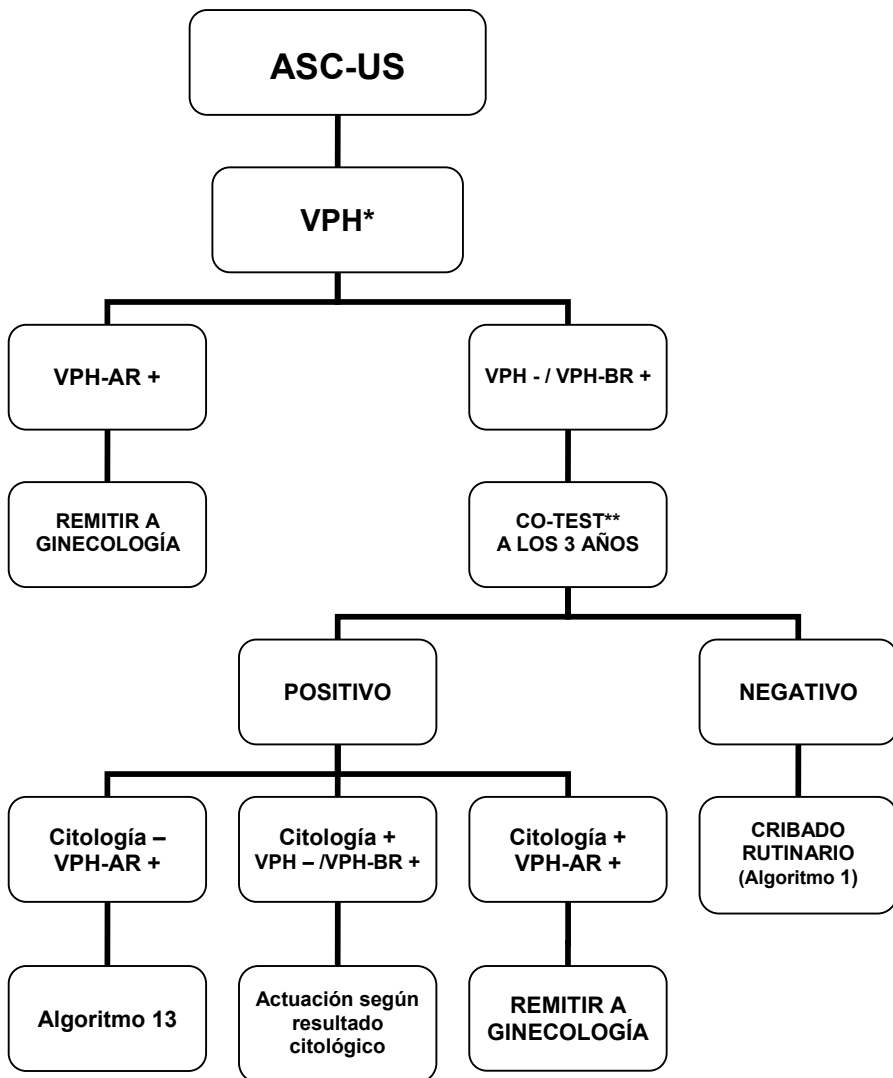 ASC-US
VPH*
VPH-AR +
VPH - / VPH-BR +
REMITIR A
GINECOLOGÍA
CO-TEST**
A LOS 3 AÑOS
POSITIVO
NEGATIVO
Citología –
VPH-AR +
Citología +
VPH – /VPH-BR +
Citología +
VPH-AR +
CRIBADO
RUTINARIO
(Algoritmo 1)
Algoritmo 13
Actuación según
resultado
citológico
REMITIR A
GINECOLOGÍA